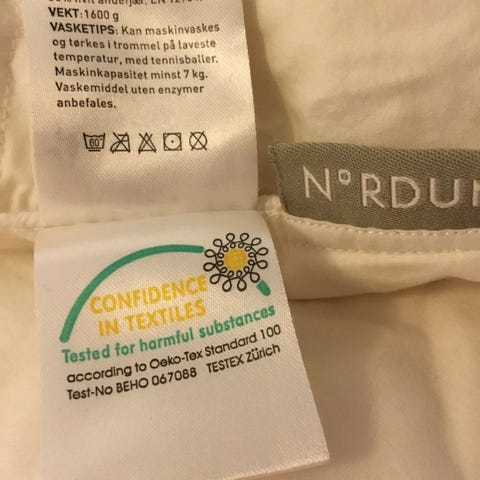 VEKT: 1600 g
VASKETIPS: Kan maskinvaskes
og tørkes i trommel på laveste
temperatur, med tennisballer.
Maskinkapasitet minst 7 kg.
Vaskemiddel uten enzymer
anbefales.
60°
NORDUN
CONFIDENCE
IN TEXTILES
Tested for harmful substances
according to Oeko-Tex Standard 100
Test-No BEHO 067088 TESTEX Zürich